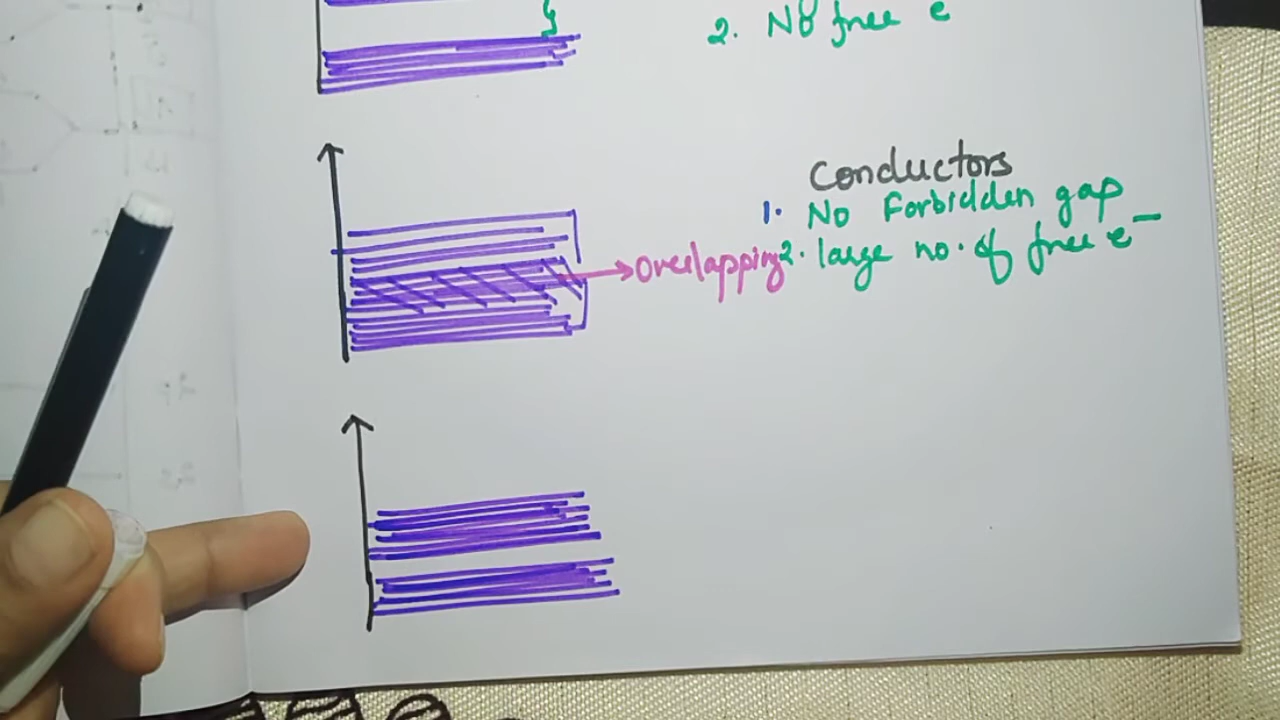 2. No free e
Conductors
1. No Forbidden gap
Overlapping 2. large no. of free e⁻